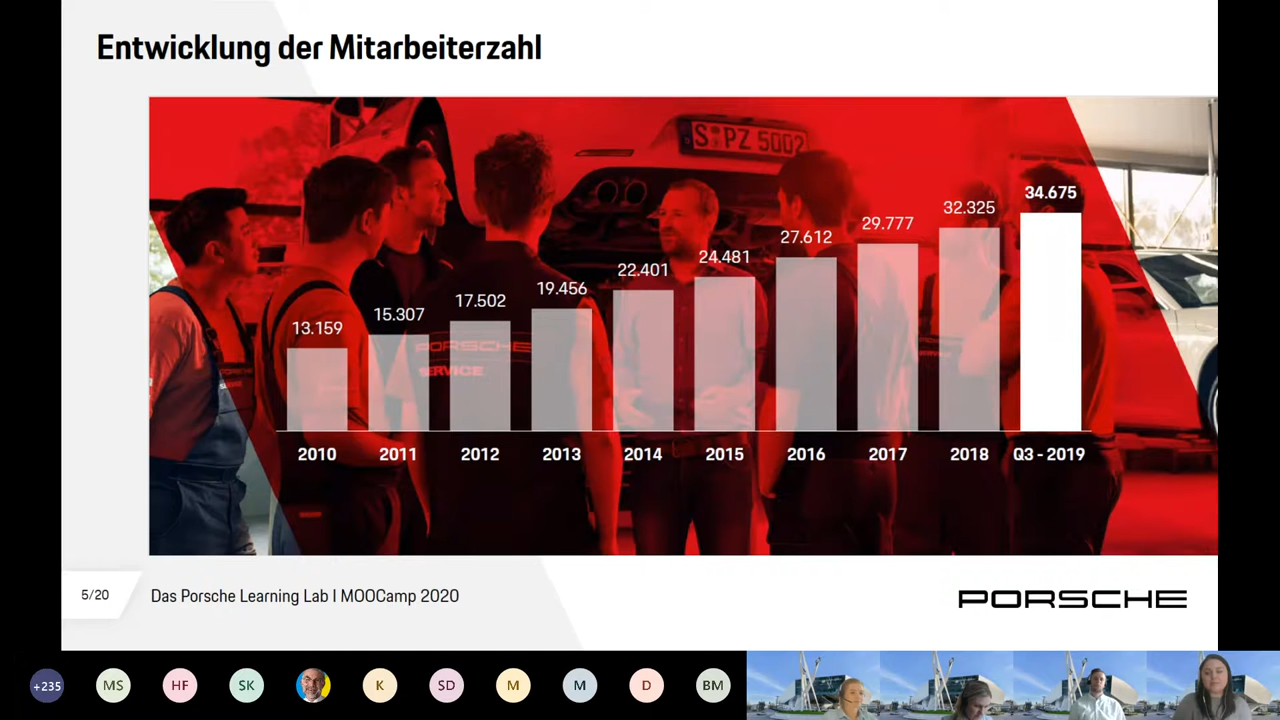 Entwicklung der Mitarbeiterzahl
S PZ 5002
13.159
15.307
17.502
19.456
22.401
24.481
27.612
29.777
32.325
34.675
PORSCHE
SERVICE
2010
2011
2012
2013
2014
2015
2016
2017
2018
Q3 - 2019
5/20
Das Porsche Learning Lab I MOOCamp 2020
PORSCHE
+235
MS
HF
SK
K
SD
M
M
D
BM